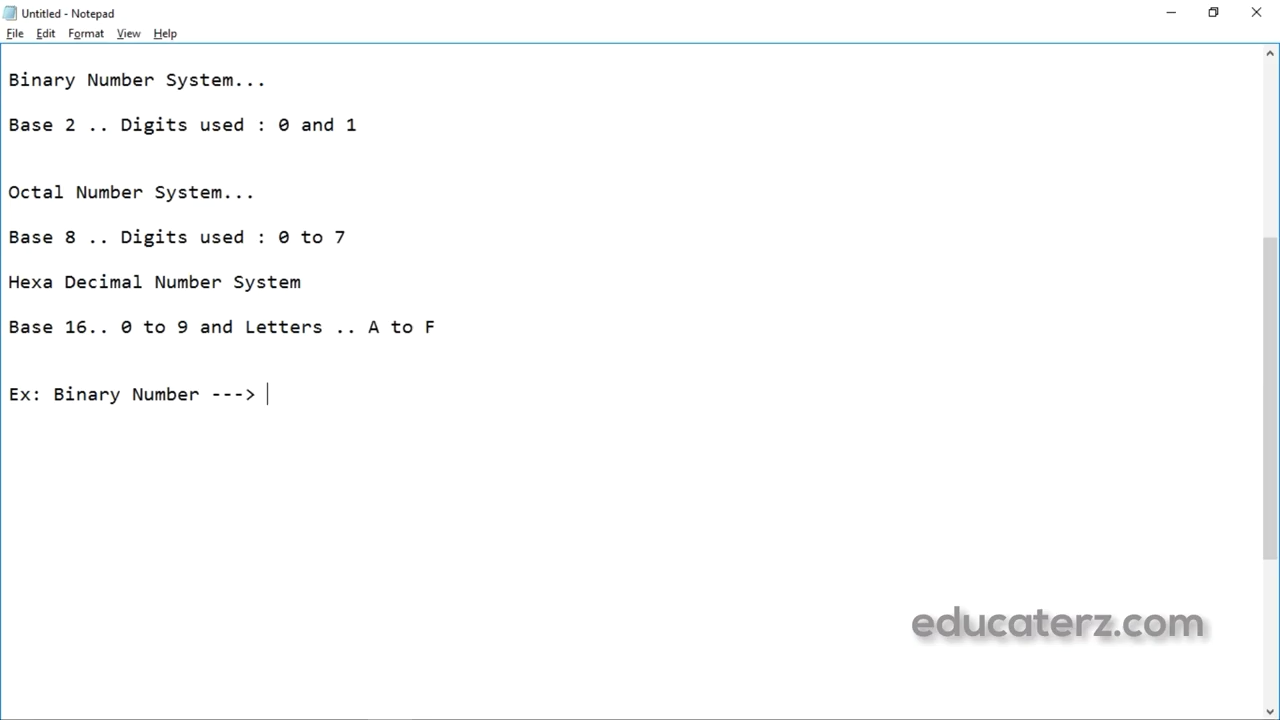 Untitled - Notepad
File Edit Format View Help
Binary Number System...
Base 2 .. Digits used : 0 and 1
Octal Number System...
Base 8 .. Digits used : 0 to 7
Hexa Decimal Number System
Base 16.. 0 to 9 and Letters .. A to F
Ex: Binary Number --->
educaterz.com